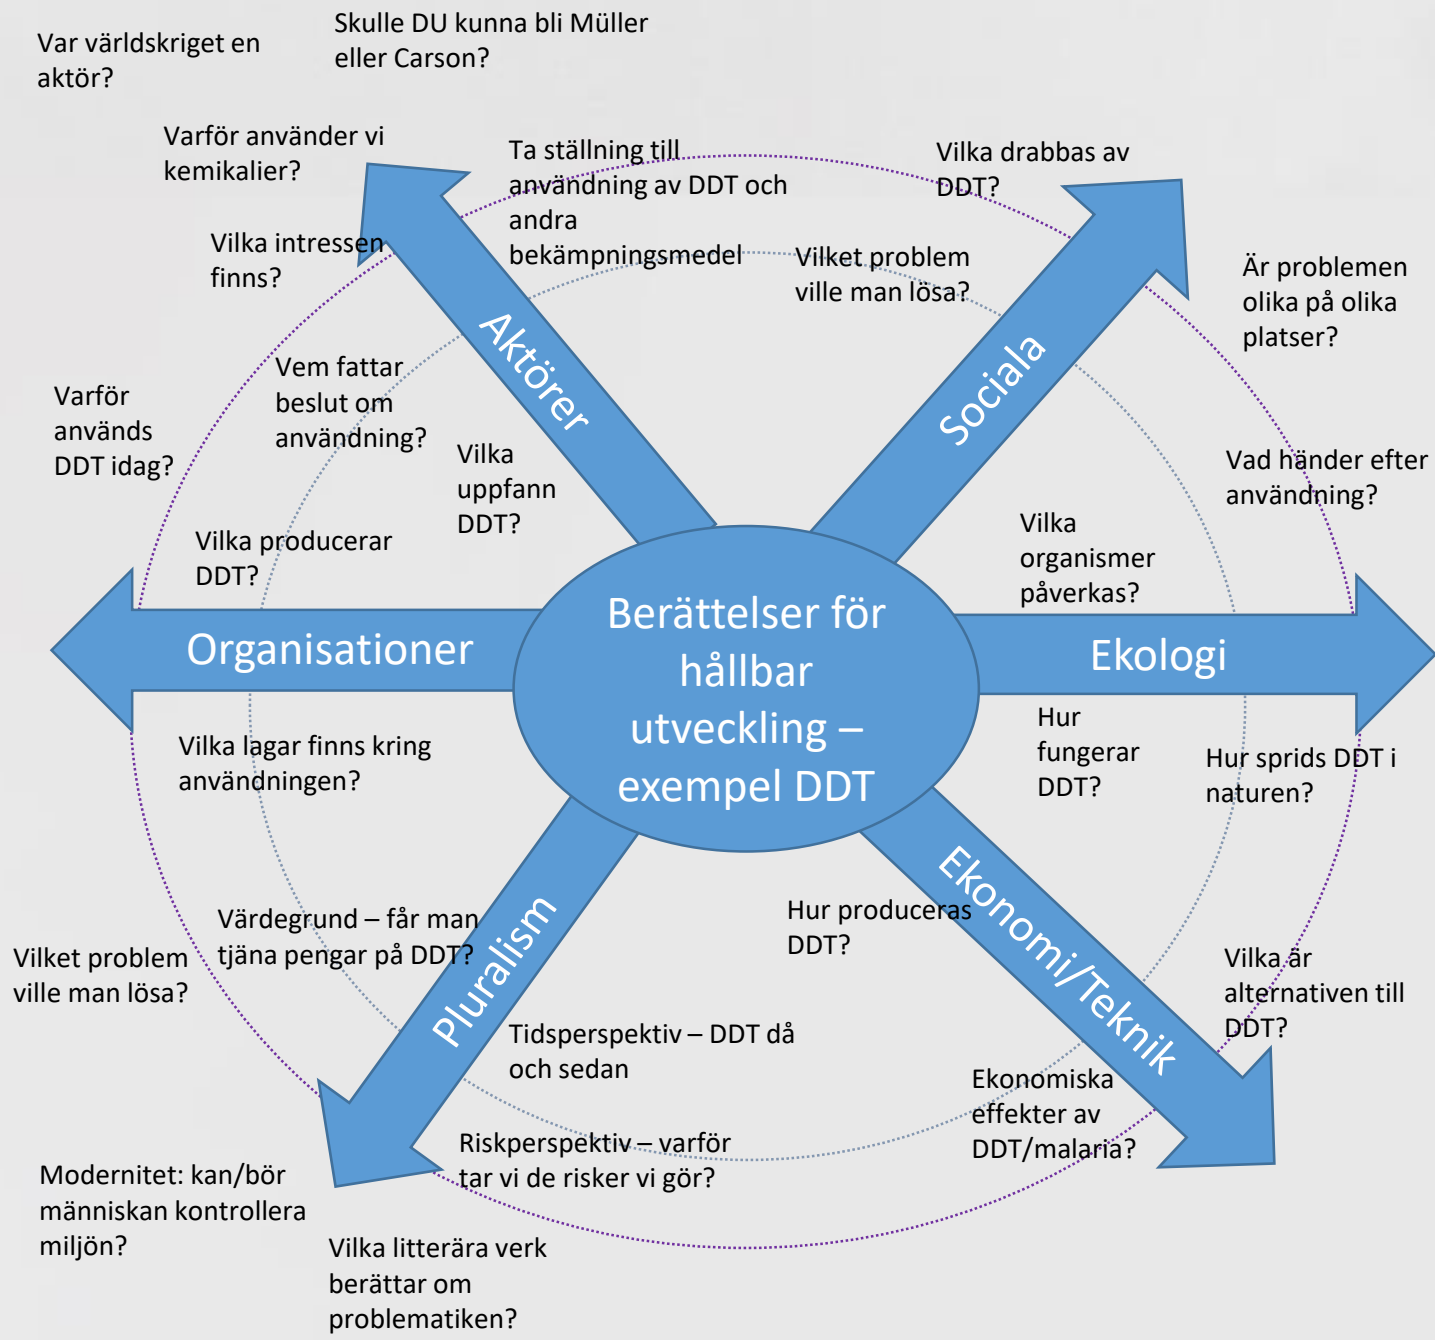 Var världskriget en
aktör?
Skulle DU kunna bli Müller
eller Carson?
Varför använder vi
kemikalier?
Ta ställning till
användning av DDT och
andra
bekämpningsmedel
Vilka drabbas av
DDT?
Vilka intressen
finns?
Vilket problem
ville man lösa?
Är problemen
olika på olika
platser?
Aktörer
Sociala
Vem fattar
beslut om
användning?
Varför
används
DDT idag?
Vilka
uppfann
DDT?
Vad händer efter
användning?
Vilka producerar
DDT?
Vilka
organismer
påverkas?
Organisationer
Berättelser för
hållbar
utveckling –
exempel DDT
Ekologi
Vilka lagar finns kring
användningen?
Hur
fungerar
DDT?
Hur sprids DDT i
naturen?
Värdegrund – får man
tjäna pengar på DDT?
Pluralism
Hur produceras
DDT?
Ekonomi/Teknik
Vilket problem
ville man lösa?
Vilka är
alternativen till
DDT?
Tidsperspektiv – DDT då
och sedan
Ekonomiska
effekter av
DDT/malaria?
Riskperspektiv – varför
tar vi de risker vi gör?
Modernitet: kan/bör
människan kontrollera
miljön?
Vilka litterära verk
berättar om
problematiken?